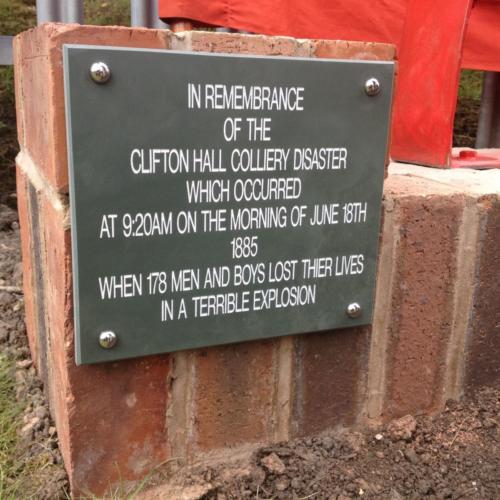 IN REMEMBRANCE
OF THE
CLIFTON HALL COLLIERY DISASTER
WHICH OCCURRED
AT 9:20AM ON THE MORNING OF JUNE 18TH
1885
WHEN 178 MEN AND BOYS LOST THIER LIVES
IN A TERRIBLE EXPLOSION